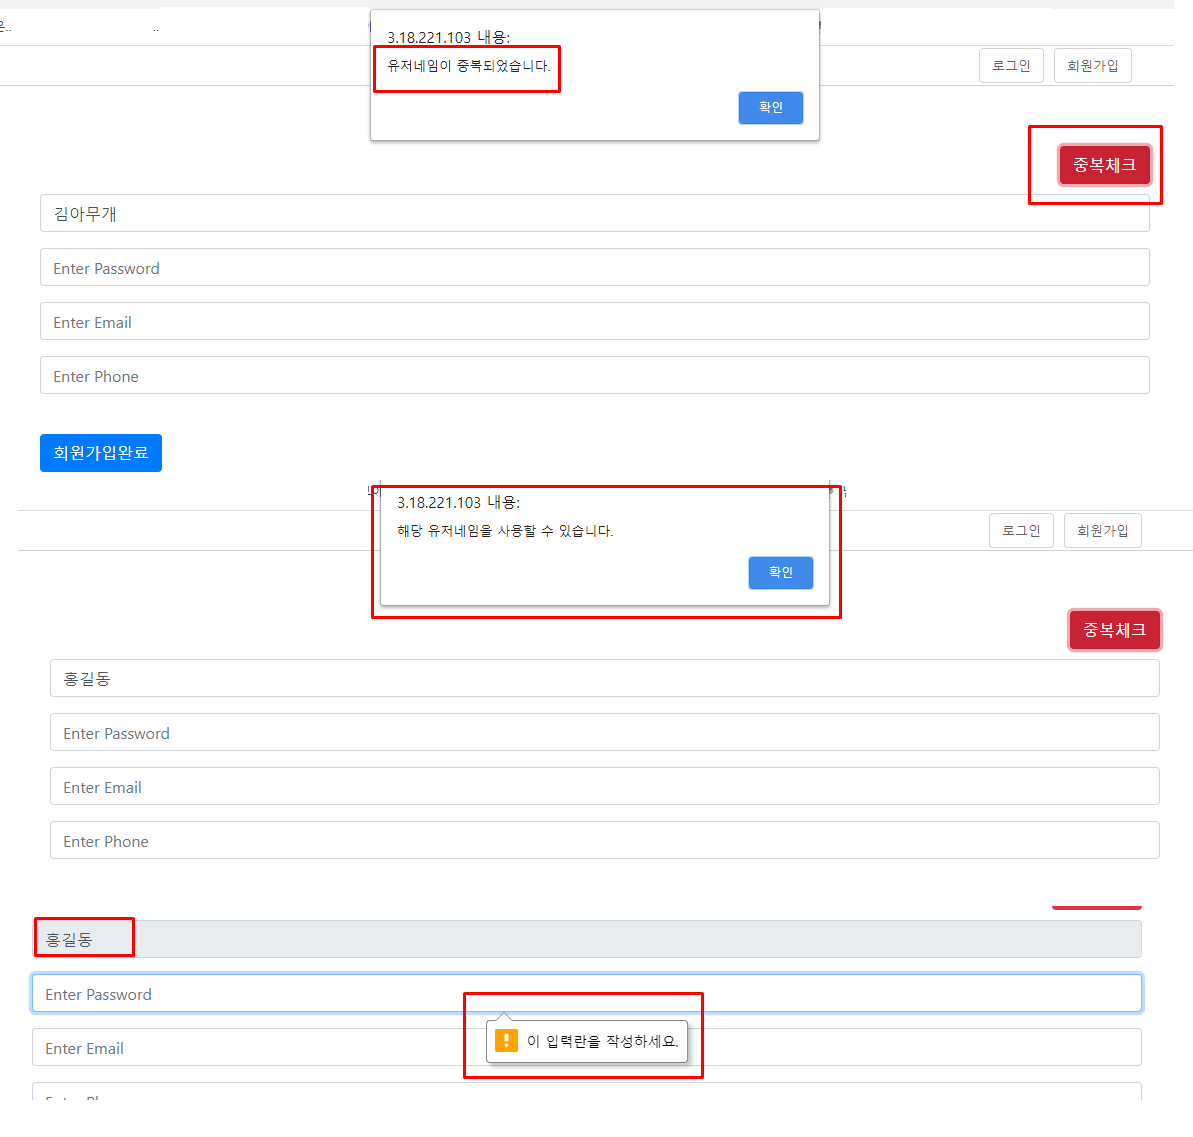 3.18.221.103 내용:
유저네임이 중복되었습니다.
확인
로그인
회원가입
중복체크
김아무개
Enter Password
Enter Email
Enter Phone
회원가입완료
3.18.221.103 내용:
해당 유저네임을 사용할 수 있습니다.
확인
로그인
회원가입
중복체크
홍길동
Enter Password
Enter Email
Enter Phone
홍길동
Enter Password
이 입력란을 작성하세요.
Enter Email